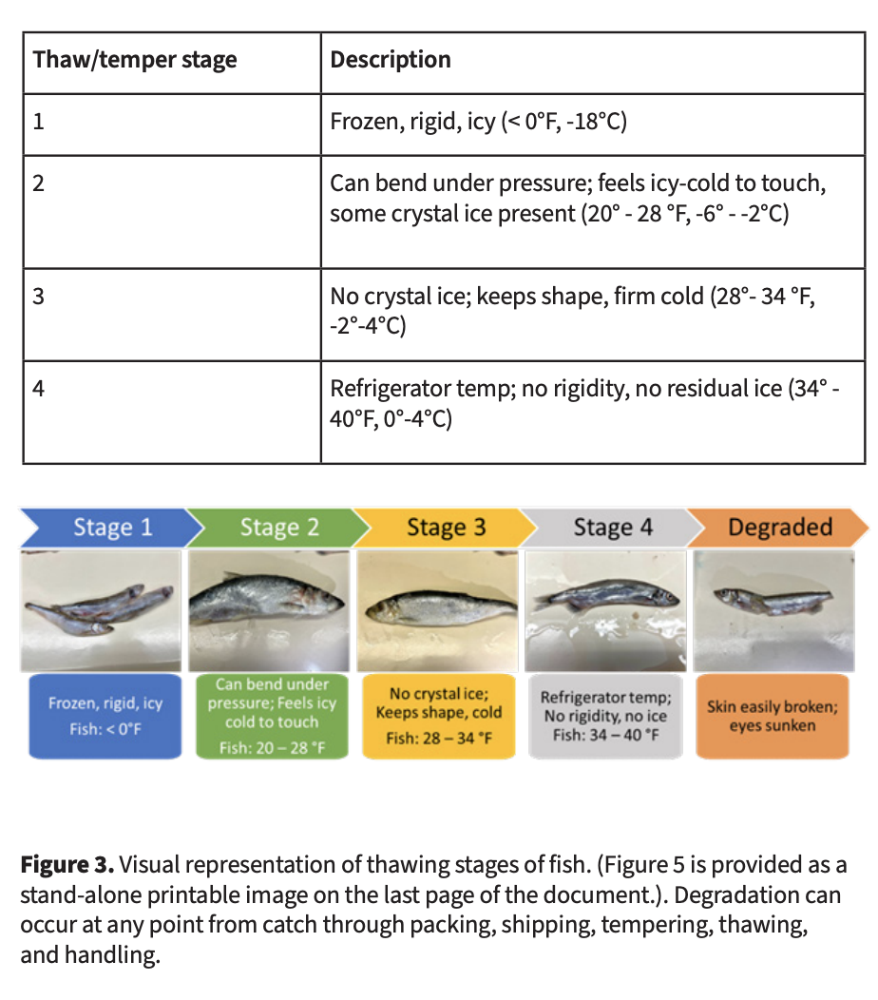 Thaw/temper stage
Description
1
Frozen, rigid, icy (< 0°F, -18°C)
2
Can bend under pressure; feels icy-cold to touch,
some crystal ice present (20° - 28 °F, -6° - -2°C)
3
No crystal ice; keeps shape, firm cold (28°- 34 °F,
-2°-4°C)
4
Refrigerator temp; no rigidity, no residual ice (34° -
40°F, 0°-4°C)
Stage 1
Stage 2
Stage 3
Stage 4
Degraded
Frozen, rigid, icy
Fish: < 0°F
Can bend under
pressure; Feels icy
cold to touch
Fish: 20 – 28 °F
No crystal ice;
Keeps shape, cold
Fish: 28 – 34 °F
Refrigerator temp;
No rigidity, no ice
Fish: 34 – 40 °F
Skin easily broken;
eyes sunken
Figure 3. Visual representation of thawing stages of fish. (Figure 5 is provided as a
stand-alone printable image on the last page of the document.). Degradation can
occur at any point from catch through packing, shipping, tempering, thawing,
and handling.